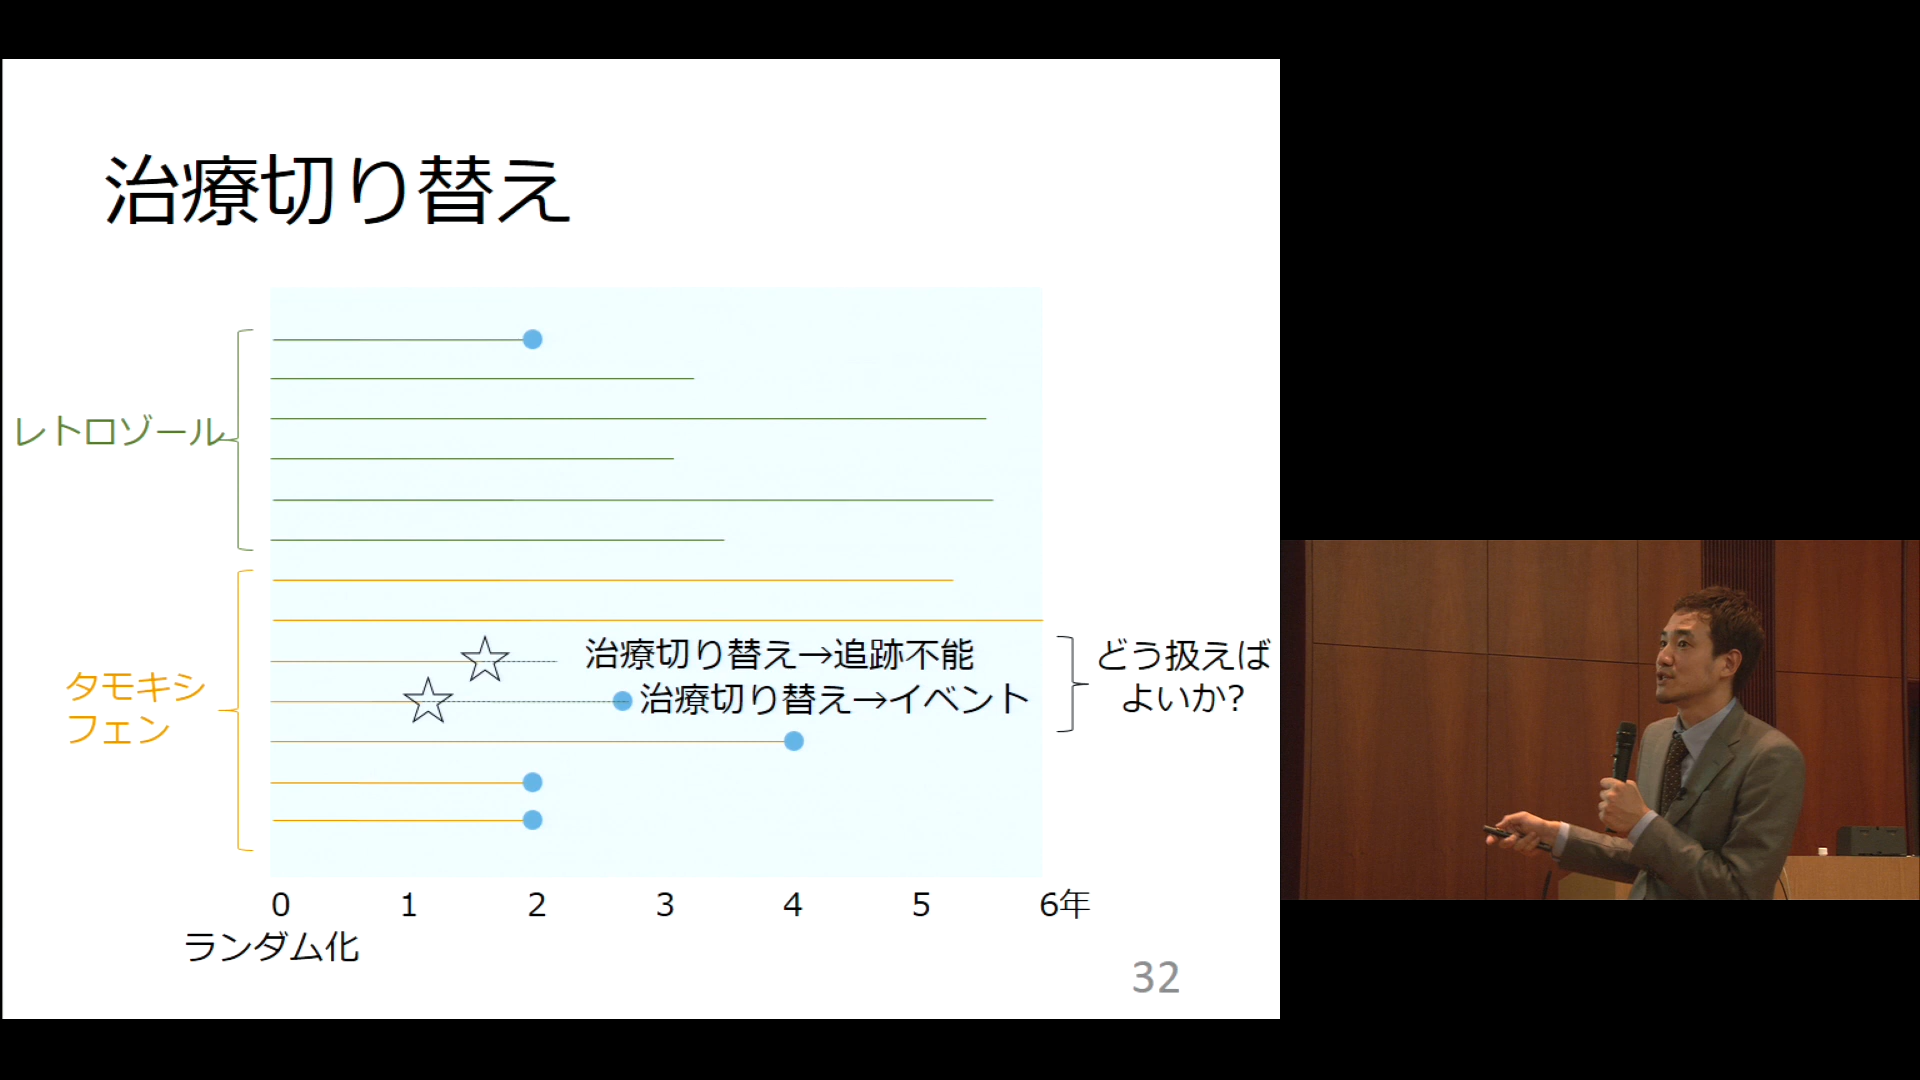 治療切り替え
レトロゾール
タモキシ
フェン
治療切り替え→追跡不能
治療切り替え→イベント
どう扱えば
よいか?
0 1 2 3 4 5 6年
ランダム化
32